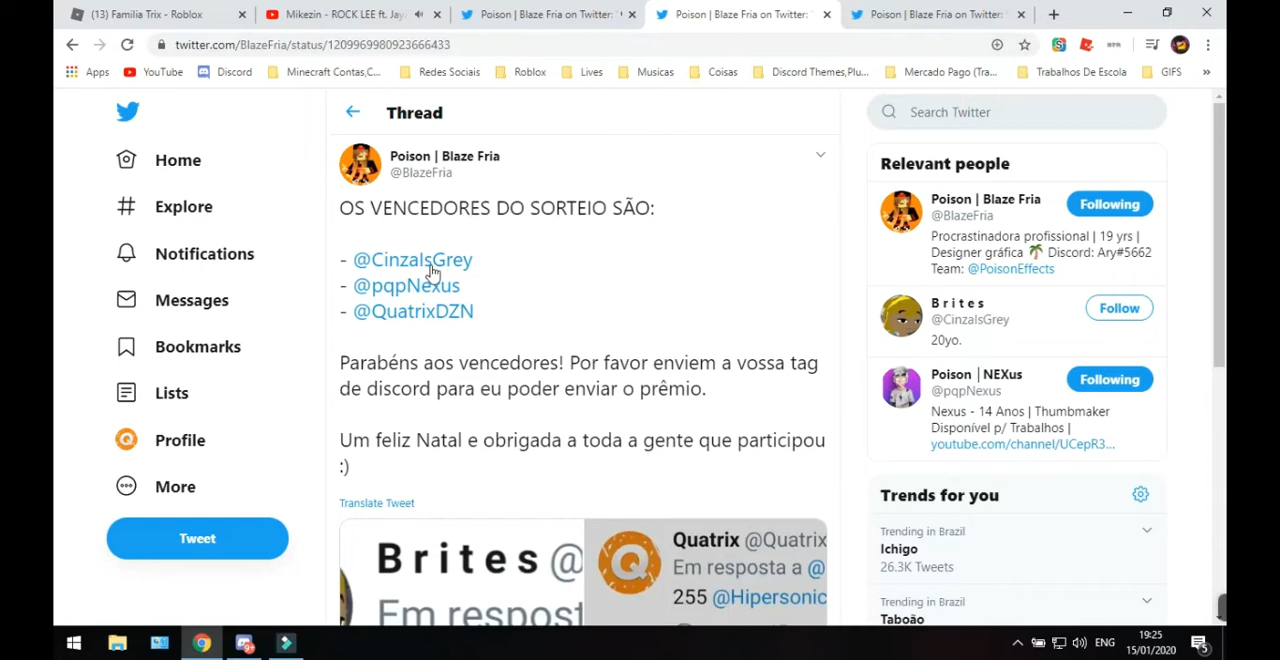 (13) Familia Trix - Roblox
Mikezin - ROCK LEE ft. Jay
Poison | Blaze Fria on Twitter: "
Poison | Blaze Fria on Twitter:
Poison | Blaze Fria on Twitter: "
twitter.com/BlazeFria/status/1209969980923666433
Apps
YouTube
Discord
Minecraft Contas,C...
Redes Sociais
Roblox
Lives
Musicas
Coisas
Discord Themes,Plu...
Mercado Pago (Tra...
Trabalhos De Escola
GIFS
»
Home
Explore
Notifications
Messages
Bookmarks
Lists
Profile
More
Tweet
Thread
Poison | Blaze Fria
@BlazeFria
OS VENCEDORES DO SORTEIO SÃO:
- @CinzaIsGrey
- @pqpNexus
- @QuatrixDZN
Parabéns aos vencedores! Por favor enviem a vossa tag
de discord para eu poder enviar o prêmio.
Um feliz Natal e obrigada a toda a gente que participou
:)
Translate Tweet
Brites @
Em respost
Quatrix @Quatrix
Em resposta a @
255 @Hipersonic
Search Twitter
Relevant people
Poison | Blaze Fria
@BlazeFria
Following
Procrastinadora profissional | 19 yrs |
Designer gráfica 🌴 Discord: Ary#5662
Team: @PoisonEffects
B r i t e s
@CinzaIsGrey
Follow
20yo.
Poison | NEXus
@pqpNexus
Following
Nexus - 14 Anos | Thumbmaker
Disponível p/ Trabalhos |
youtube.com/channel/UCepR3...
Trends for you
Trending in Brazil
Ichigo
26.3K Tweets
Trending in Brazil
Taboão
ENG
19:25
15/01/2020
5